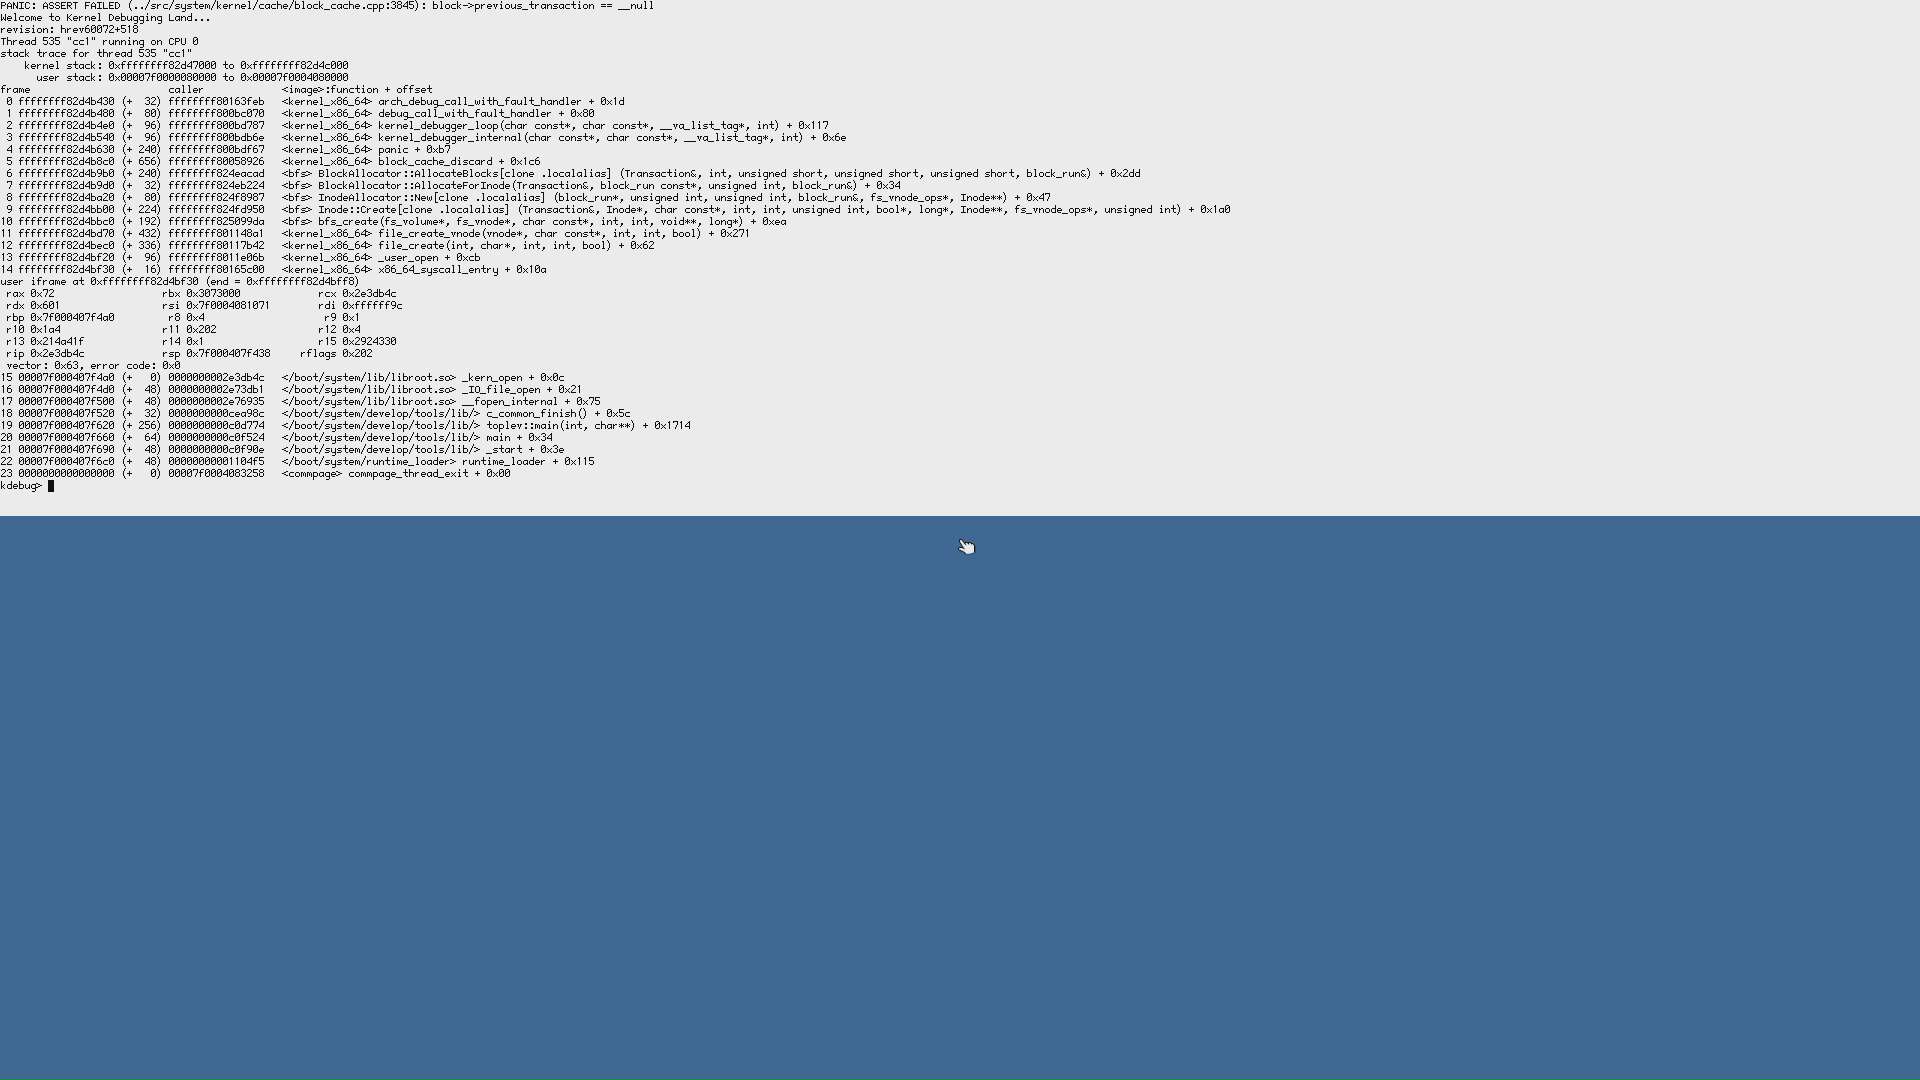 PANIC: ASSERT FAILED (../src/system/kernel/cache/block_cache.cpp:3845): block->previous_transaction == __null
Welcome to Kernel Debugging Land...
revision: hrev60072+518
Thread 535 "cc1" running on CPU 0
stack trace for thread 535 "cc1"
    kernel stack: 0xffffffff82d47000 to 0xffffffff82d4c000
      user stack: 0x00007f0000080000 to 0x00007f0004080000
frame                       caller             <image>:function + offset
 0 ffffffff82d4b430 (+  32) ffffffff80163feb   <kernel_x86_64> arch_debug_call_with_fault_handler + 0x1d
 1 ffffffff82d4b480 (+  80) ffffffff800bc070   <kernel_x86_64> debug_call_with_fault_handler + 0x80
 2 ffffffff82d4b4e0 (+  96) ffffffff800bd787   <kernel_x86_64> kernel_debugger_loop(char const*, char const*, __va_list_tag*, int) + 0x117
 3 ffffffff82d4b540 (+  96) ffffffff800bdb6e   <kernel_x86_64> kernel_debugger_internal(char const*, char const*, __va_list_tag*, int) + 0x6e
 4 ffffffff82d4b630 (+ 240) ffffffff800bdf67   <kernel_x86_64> panic + 0xb7
 5 ffffffff82d4b8c0 (+ 656) ffffffff80058926   <kernel_x86_64> block_cache_discard + 0x1c6
 6 ffffffff82d4b9b0 (+ 240) ffffffff824eacad   <bfs> BlockAllocator::AllocateBlocks[clone .localalias] (Transaction&, int, unsigned short, unsigned short, unsigned short, block_run&) + 0x2dd
 7 ffffffff82d4b9d0 (+  32) ffffffff824eb224   <bfs> BlockAllocator::AllocateForInode(Transaction&, block_run const*, unsigned int, block_run&) + 0x34
 8 ffffffff82d4ba20 (+  80) ffffffff824f8987   <bfs> InodeAllocator::New[clone .localalias] (block_run*, unsigned int, unsigned int, block_run&, fs_vnode_ops*, Inode**) + 0x47
 9 ffffffff82d4bb00 (+ 224) ffffffff824fd950   <bfs> Inode::Create[clone .localalias] (Transaction&, Inode*, char const*, int, int, unsigned int, bool*, long*, Inode**, fs_vnode_ops*, unsigned int) + 0x1a0
10 ffffffff82d4bbc0 (+ 192) ffffffff825099da   <bfs> bfs_create(fs_volume*, fs_vnode*, char const*, int, int, void**, long*) + 0xea
11 ffffffff82d4bd70 (+ 432) ffffffff801148a1   <kernel_x86_64> file_create_vnode(vnode*, char const*, int, int, bool) + 0x271
12 ffffffff82d4bec0 (+ 336) ffffffff80117b42   <kernel_x86_64> file_create(int, char*, int, int, bool) + 0x62
13 ffffffff82d4bf20 (+  96) ffffffff8011e06b   <kernel_x86_64> _user_open + 0xcb
14 ffffffff82d4bf30 (+  16) ffffffff80165c00   <kernel_x86_64> x86_64_syscall_entry + 0x10a
user iframe at 0xffffffff82d4bf30 (end = 0xffffffff82d4bff8)
 rax 0x72                  rbx 0x3073000             rcx 0x2e3db4c
 rdx 0x601                 rsi 0x7f0004081071        rdi 0xffffff9c
 rbp 0x7f000407f4a0         r8 0x4                    r9 0x1
 r10 0x1a4                 r11 0x202                 r12 0x4
 r13 0x214a41f             r14 0x1                   r15 0x2924330
 rip 0x2e3db4c             rsp 0x7f000407f438     rflags 0x202
 vector: 0x63, error code: 0x0
15 00007f000407f4a0 (+   0) 0000000002e3db4c   </boot/system/lib/libroot.so> _kern_open + 0x0c
16 00007f000407f4d0 (+  48) 0000000002e73db1   </boot/system/lib/libroot.so> _IO_file_open + 0x21
17 00007f000407f500 (+  48) 0000000002e76935   </boot/system/lib/libroot.so> __fopen_internal + 0x75
18 00007f000407f520 (+  32) 0000000000cea98c   </boot/system/develop/tools/lib/> c_common_finish() + 0x5c
19 00007f000407f620 (+ 256) 0000000000c0d774   </boot/system/develop/tools/lib/> toplev::main(int, char**) + 0x1714
20 00007f000407f660 (+  64) 0000000000c0f524   </boot/system/develop/tools/lib/> main + 0x34
21 00007f000407f690 (+  48) 0000000000c0f90e   </boot/system/develop/tools/lib/> _start + 0x3e
22 00007f000407f6c0 (+  48) 00000000001104f5   </boot/system/runtime_loader> runtime_loader + 0x115
23 0000000000000000 (+   0) 00007f0004083258   <commpage> commpage_thread_exit + 0x00
kdebug>